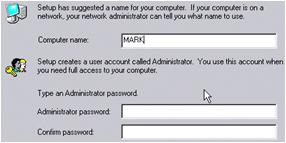 Setup has suggested a name for your computer. If your computer is on a
network, your network administrator can tell you what name to use.
Computer name: MARK
Setup creates a user account called Administrator. You use this account when
you need full access to your computer.
Type an Administrator password.
Administrator password:
Confirm password: